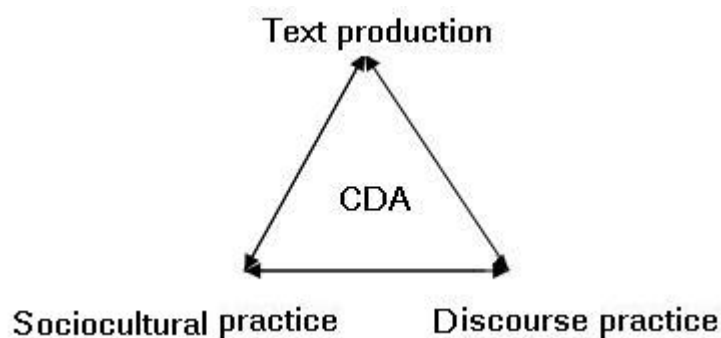 Text production
CDA
Sociocultural practice
Discourse practice